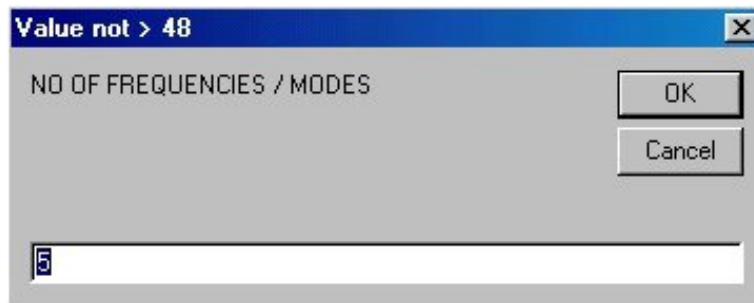 Value not > 48
NO OF FREQUENCIES / MODES
OK
Cancel
5